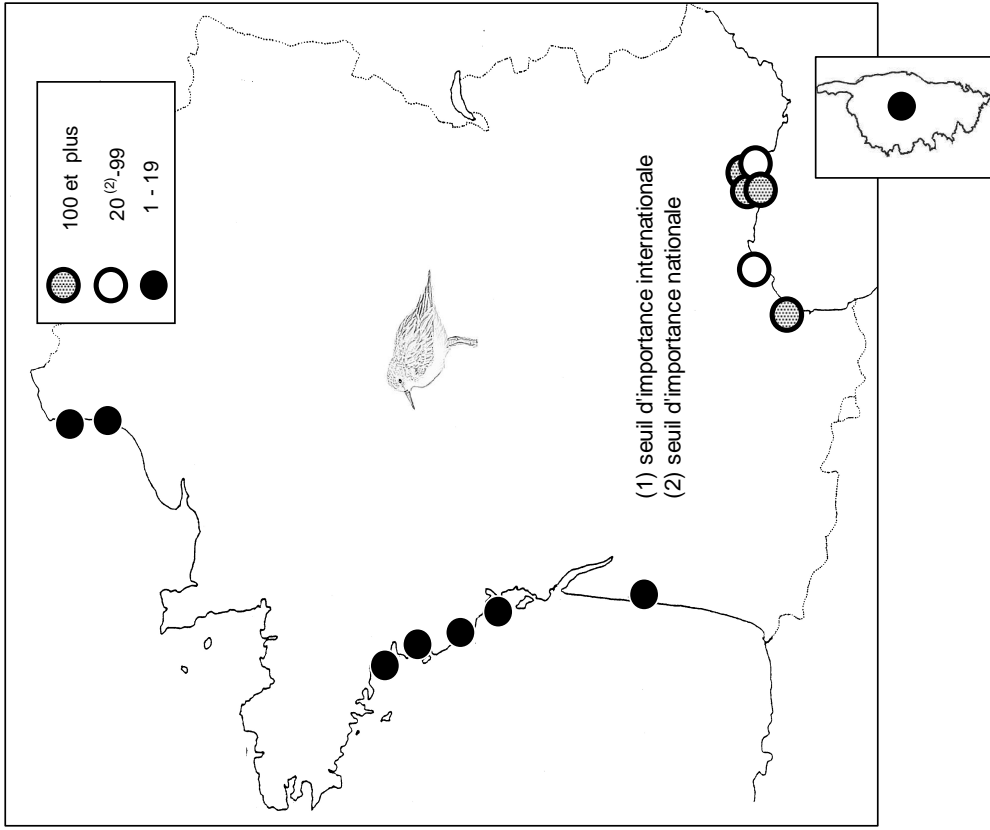 100 et plus
20 (2)-99
1 - 19
(1) seuil d'importance internationale
(2) seuil d'importance nationale